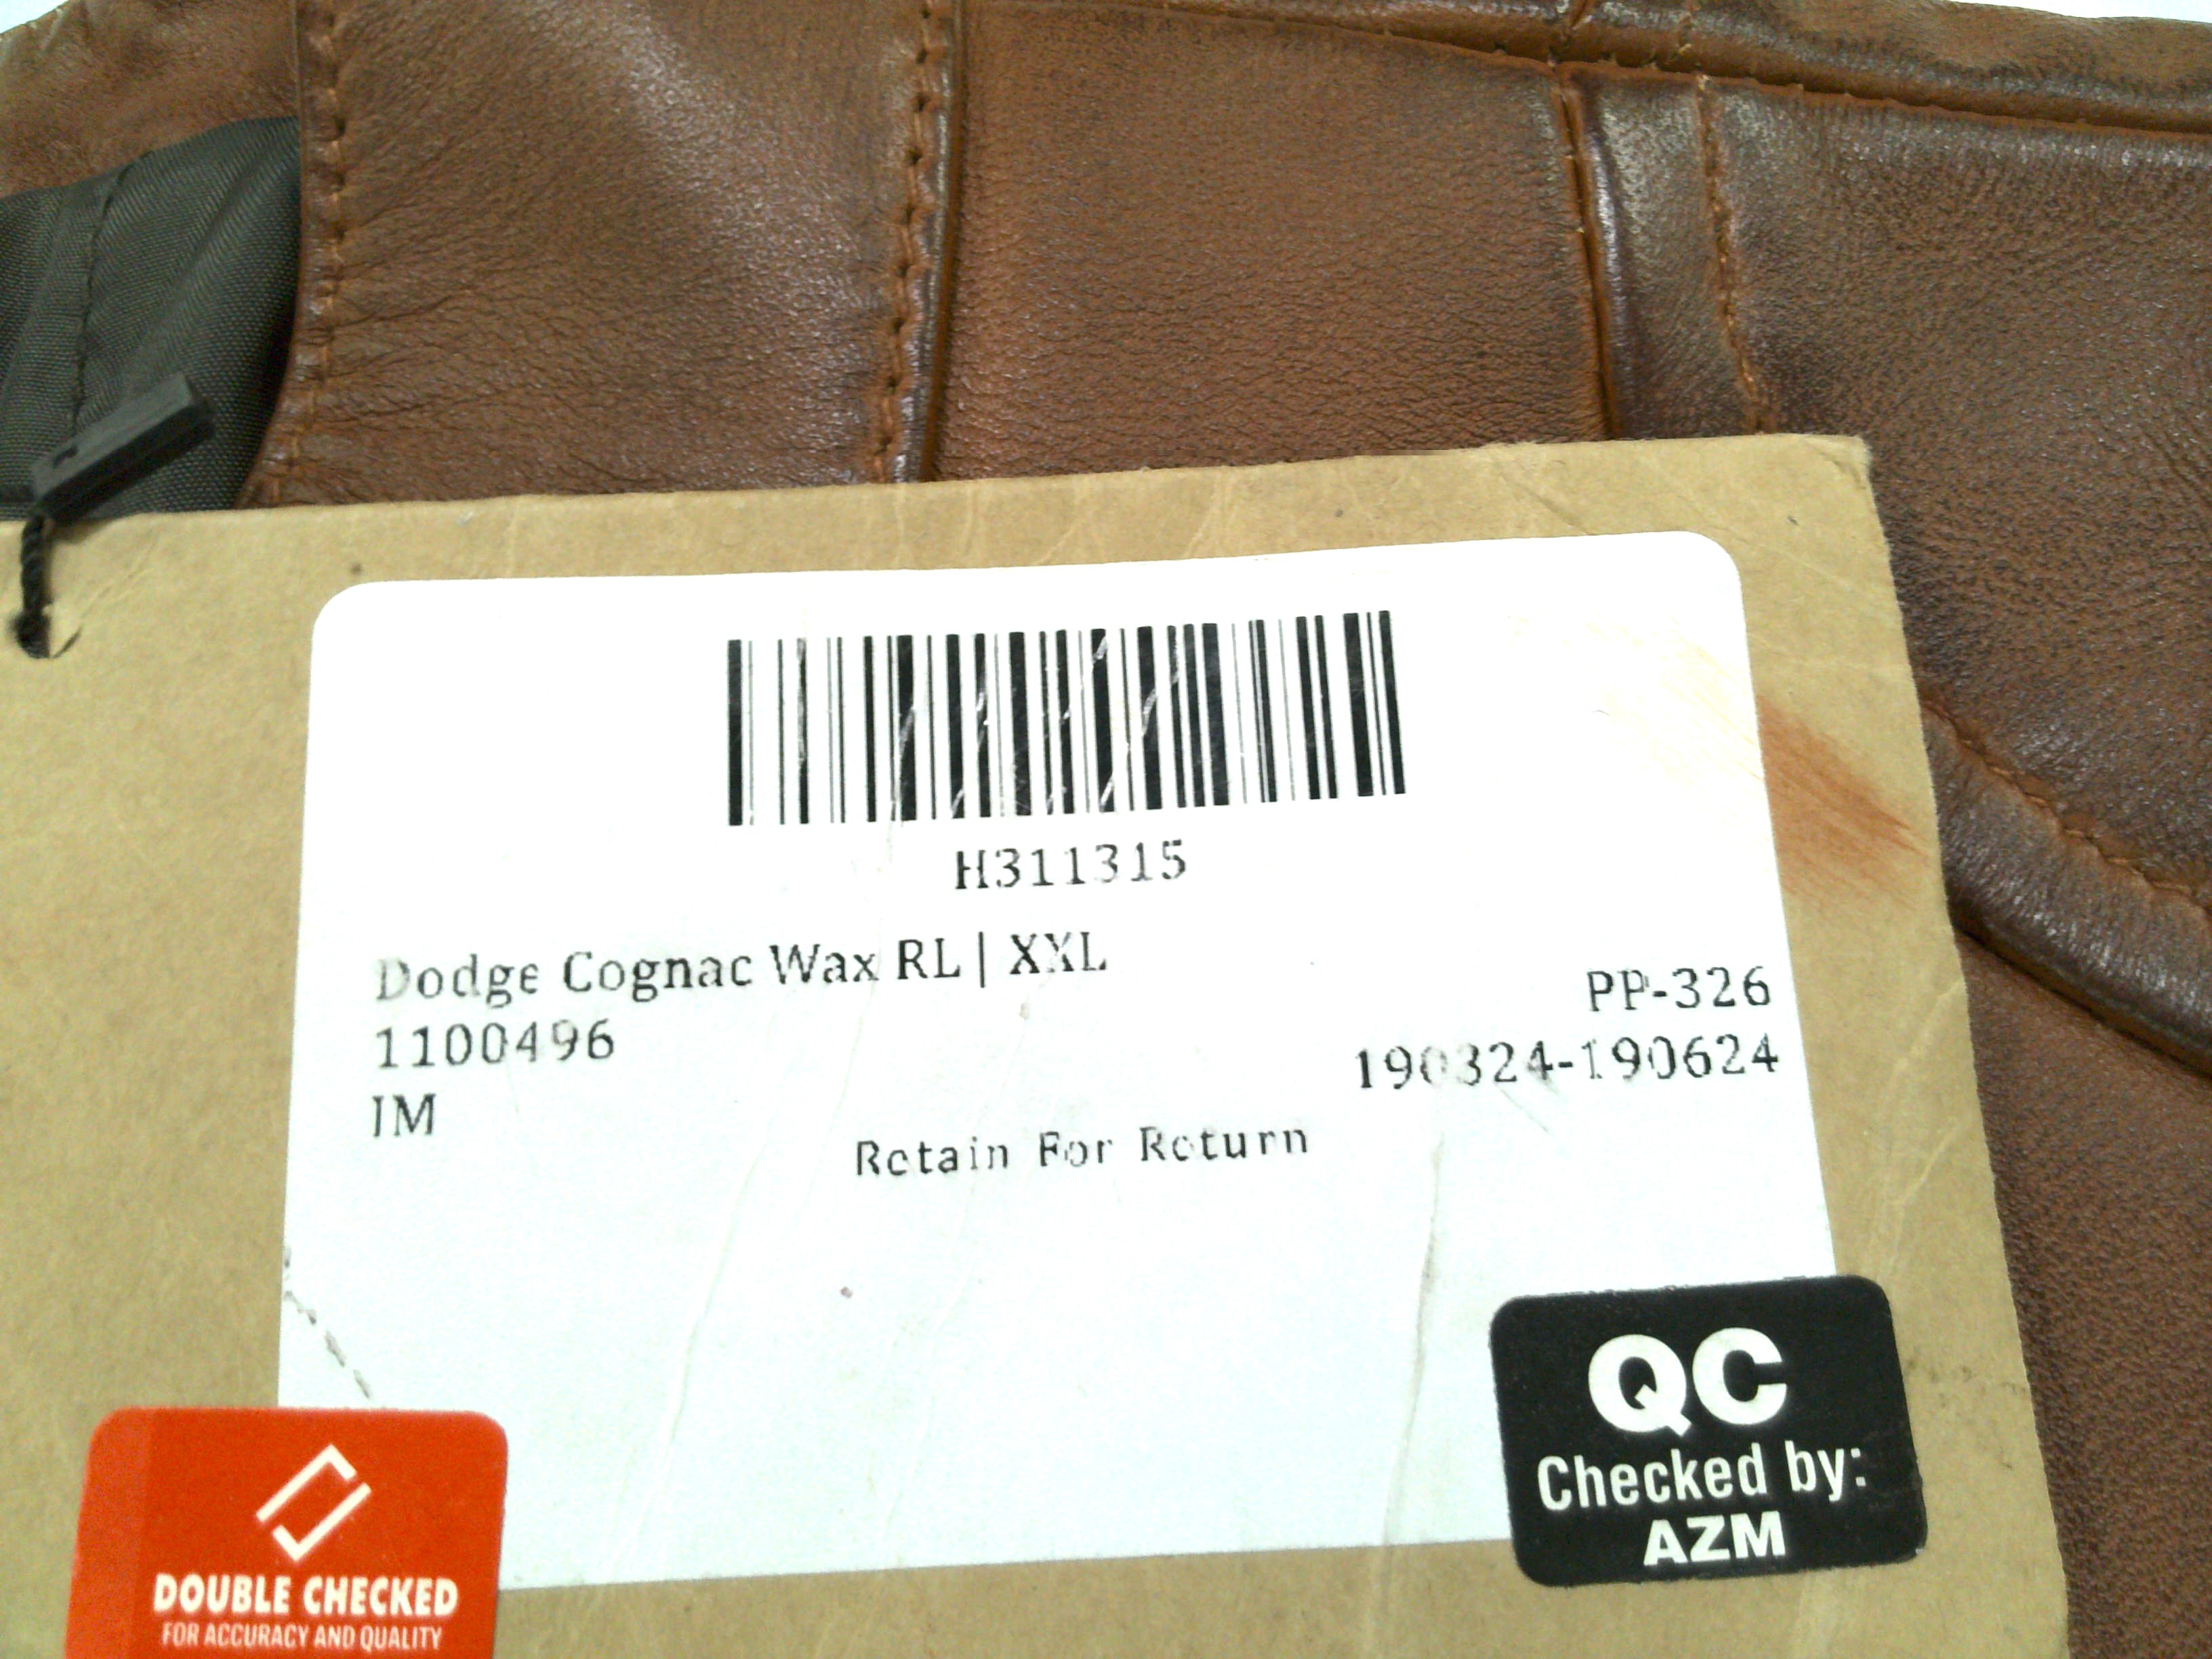 H311315
Dodge Cognac Wax RL | XXL
1100496
IM
PP-326
190324-190624
Retain For Return
QC
Checked by:
AZM
DOUBLE CHECKED
FOR ACCURACY AND QUALITY